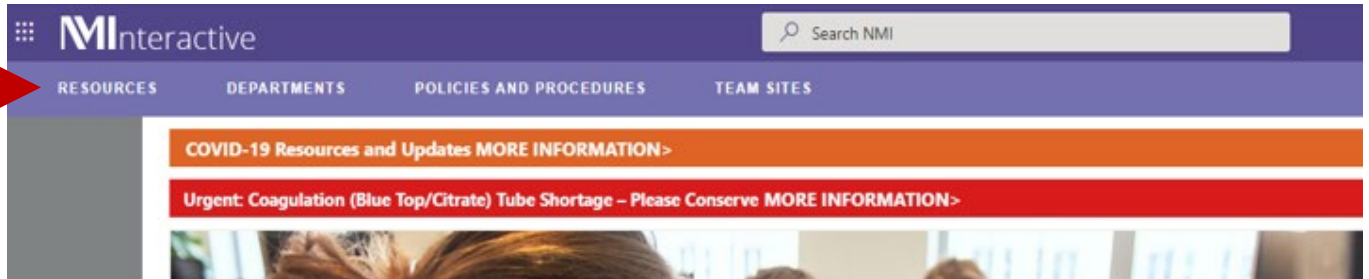 NMInteractive
Search NMI
RESOURCES DEPARTMENTS POLICIES AND PROCEDURES TEAM SITES
COVID-19 Resources and Updates MORE INFORMATION>
Urgent: Coagulation (Blue Top/Citrate) Tube Shortage – Please Conserve MORE INFORMATION>